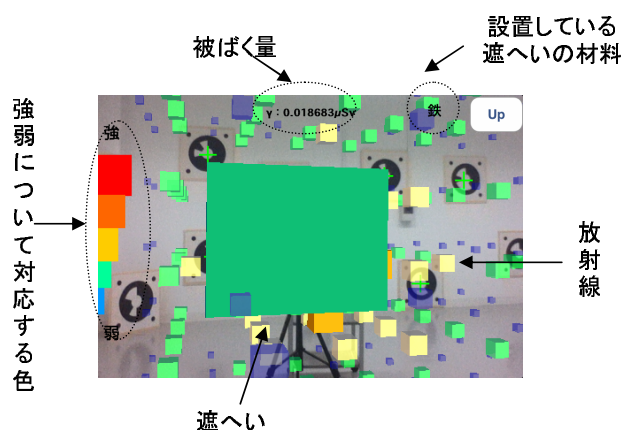 被ばく量
設置している
遮へいの材料
γ：0.018683μSv
鉄
Up
強
弱
強弱について対応する色
放射線
遮へい